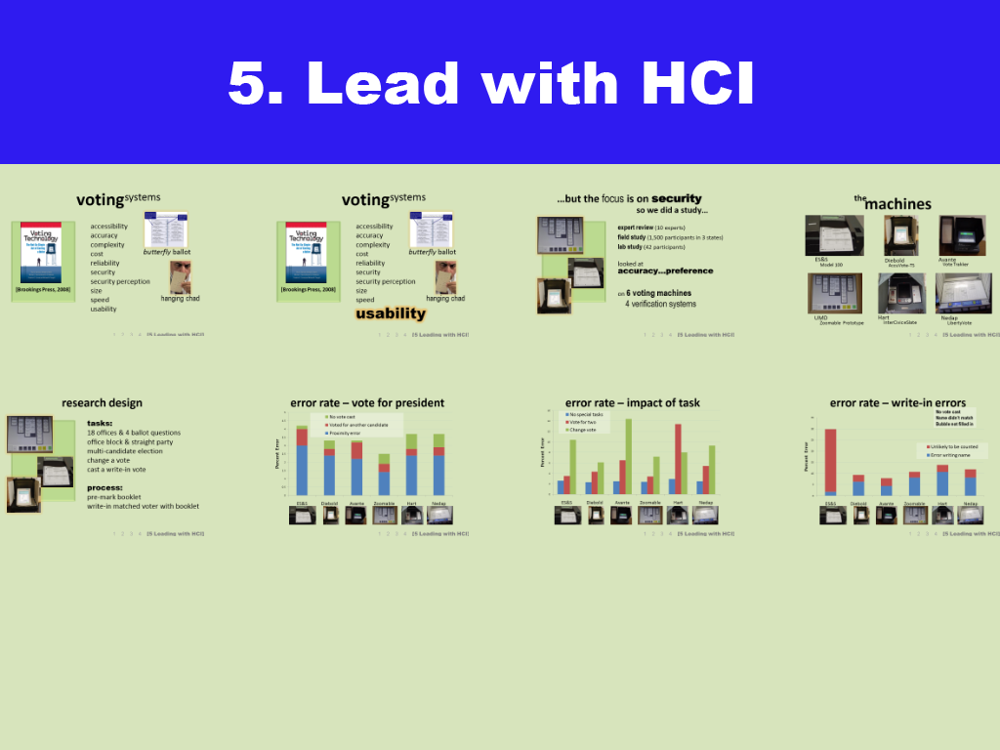 5. Lead with HCI
votingsystems
Voting
Technology
[Brookings Press, 2008]
accessibility
accuracy
complexity
cost
reliability
security
security perception
size
speed
usability
butterfly ballot
hanging chad
1 2 3 4 [5 Leading with HCI]
votingsystems
Voting
Technology
[Brookings Press, 2008]
accessibility
accuracy
complexity
cost
reliability
security
security perception
size
speed
usability
butterfly ballot
hanging chad
1 2 3 4 [5 Leading with HCI]
...but the focus is on security
so we did a study...
expert review (10 experts)
field study (1,500 participants in 3 states)
lab study (42 participants)
looked at
accuracy...preference
on 6 voting machines
4 verification systems
1 2 3 4 [5 Leading with HCI]
the machines
ES&S
Model 100
Diebold
AccuVote-TS
Avante
Vote Trakker
UMD
Zoomable Prototype
Hart
InterCivic eSlate
Nedap
LibertyVote
1 2 3 4 [5 Leading with HCI]
research design
tasks:
18 offices & 4 ballot questions
office block & straight party
multi-candidate election
change a vote
cast a write-in vote
process:
pre-mark booklet
write-in matched voter with booklet
1 2 3 4 [5 Leading with HCI]
error rate – vote for president
No vote cast
Voted for another candidate
Proximity error
Percent Error
ES&S Diebold Avante Zoomable Hart Nedap
1 2 3 4 [5 Leading with HCI]
error rate – impact of task
No special tasks
Vote for two
Change vote
Percent Error
ES&S Diebold Avante Zoomable Hart Nedap
1 2 3 4 [5 Leading with HCI]
error rate – write-in errors
No vote cast
Name didn't match
Bubble not filled in
Unlikely to be counted
Error writing name
Percent Error
ES&S Diebold Avante Zoomable Hart Nedap
1 2 3 4 [5 Leading with HCI]